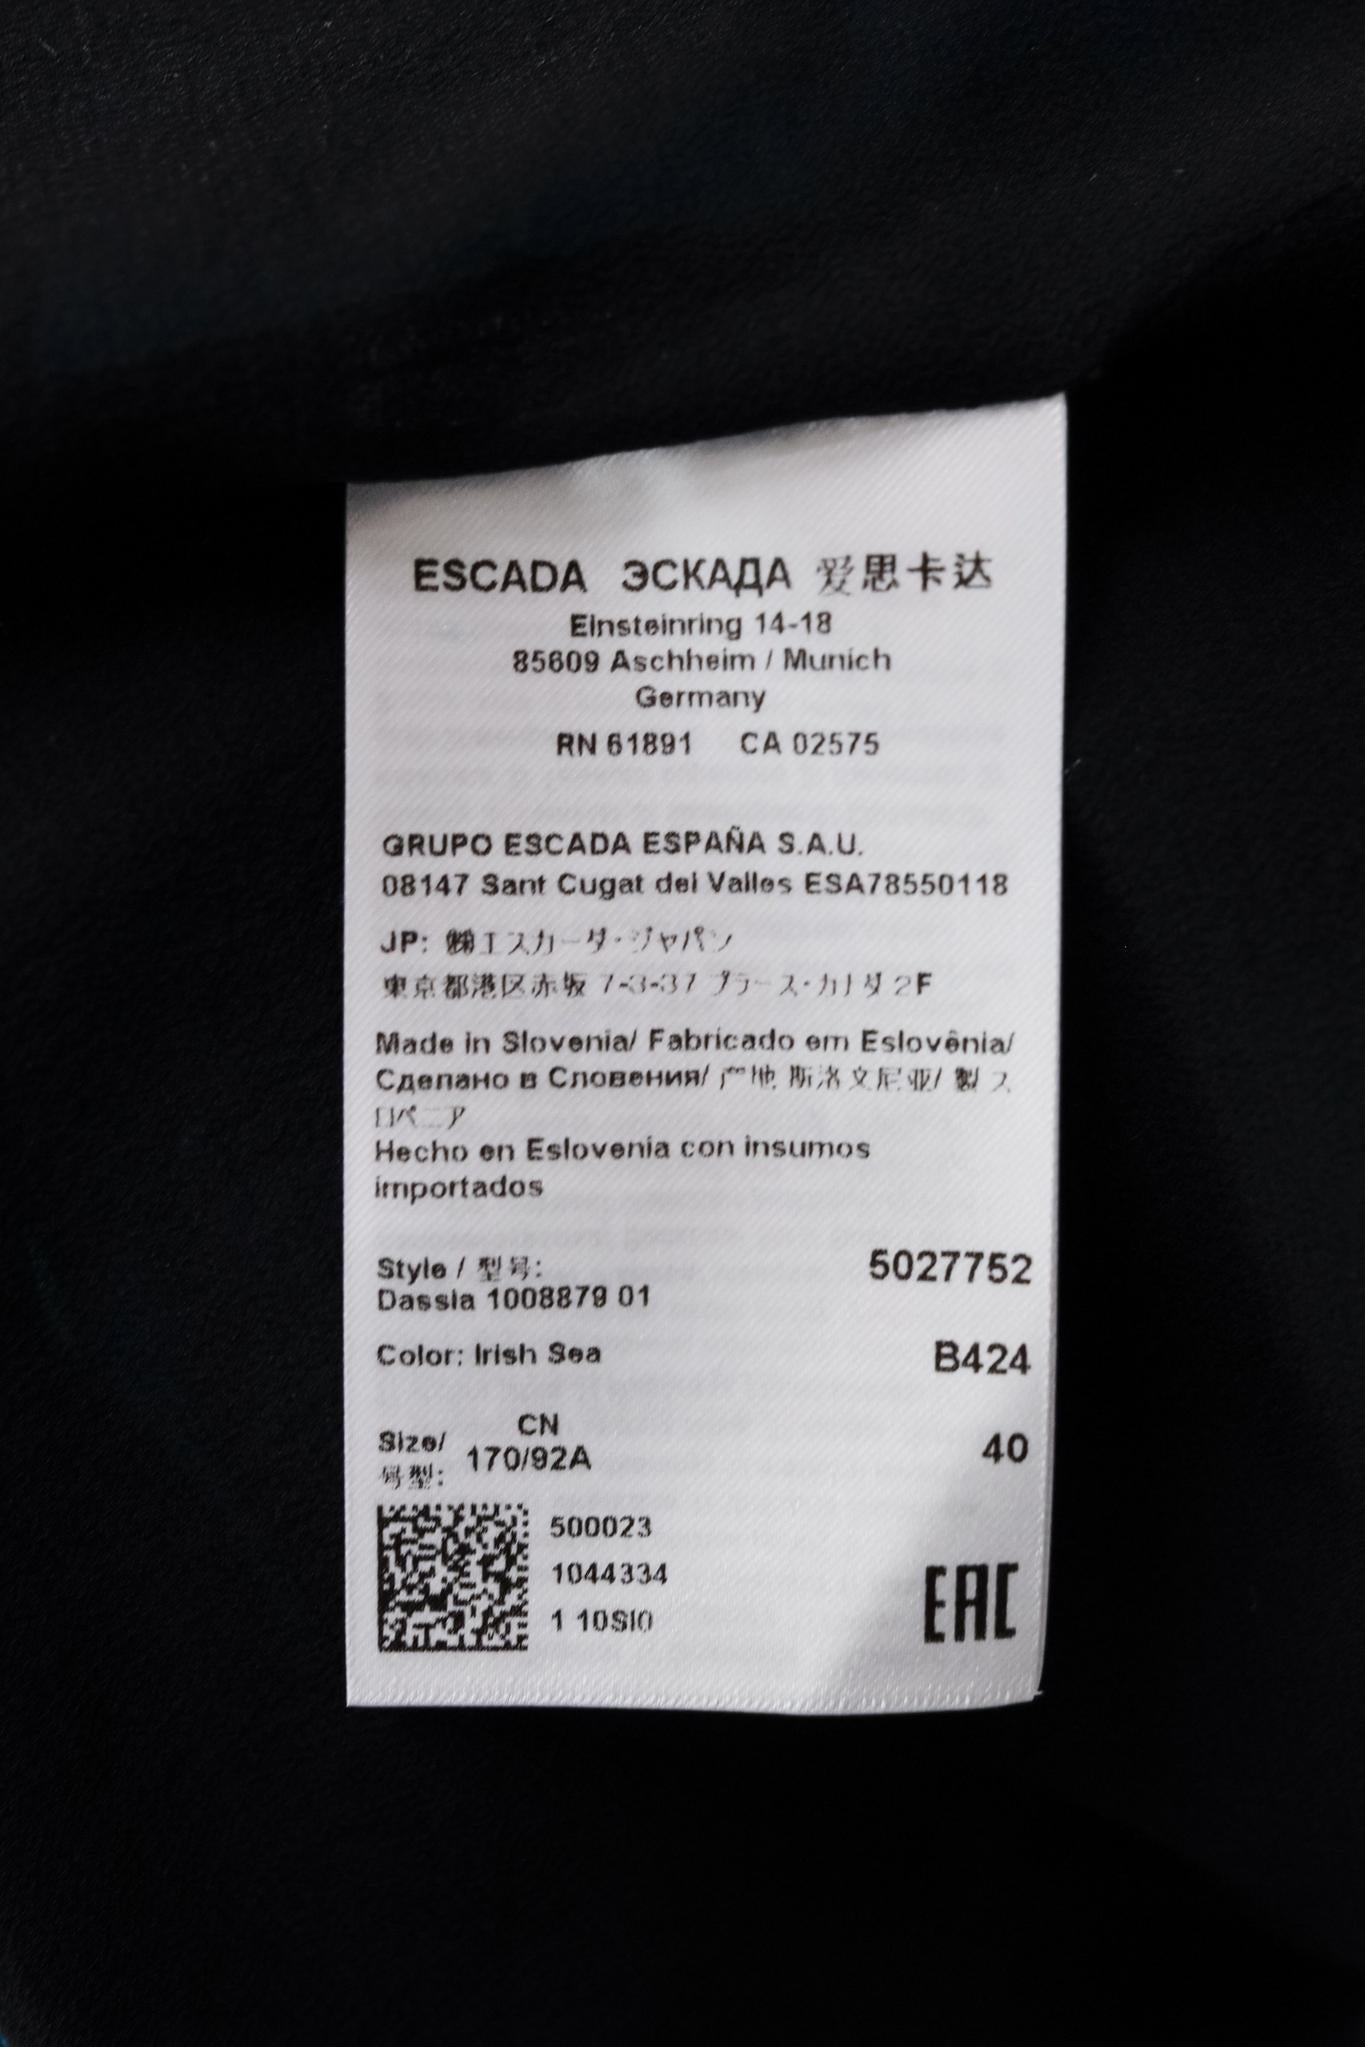 ESCADA ЭСКАДА 爱思卡达
Einsteinring 14-18
85609 Aschheim / Munich
Germany
RN 61891 CA 02575
GRUPO ESCADA ESPAÑA S.A.U.
08147 Sant Cugat del Valles ESA78550118
JP: ㈱エスカーダ・ジャパン
東京都港区赤坂 7-3-37 プラース・カナダ 2F
Made in Slovenia/ Fabricado em Eslovênia/
Сделано в Словения/ 产地 斯洛文尼亚/ 製 ス
ロベニア
Hecho en Eslovenia con insumos
importados
Style / 型号: 5027752
Dassia 1008879 01
Color: Irish Sea B424
CN
Size/ 170/92A 40
号型:
500023
1044334
1 10SI0
EAC